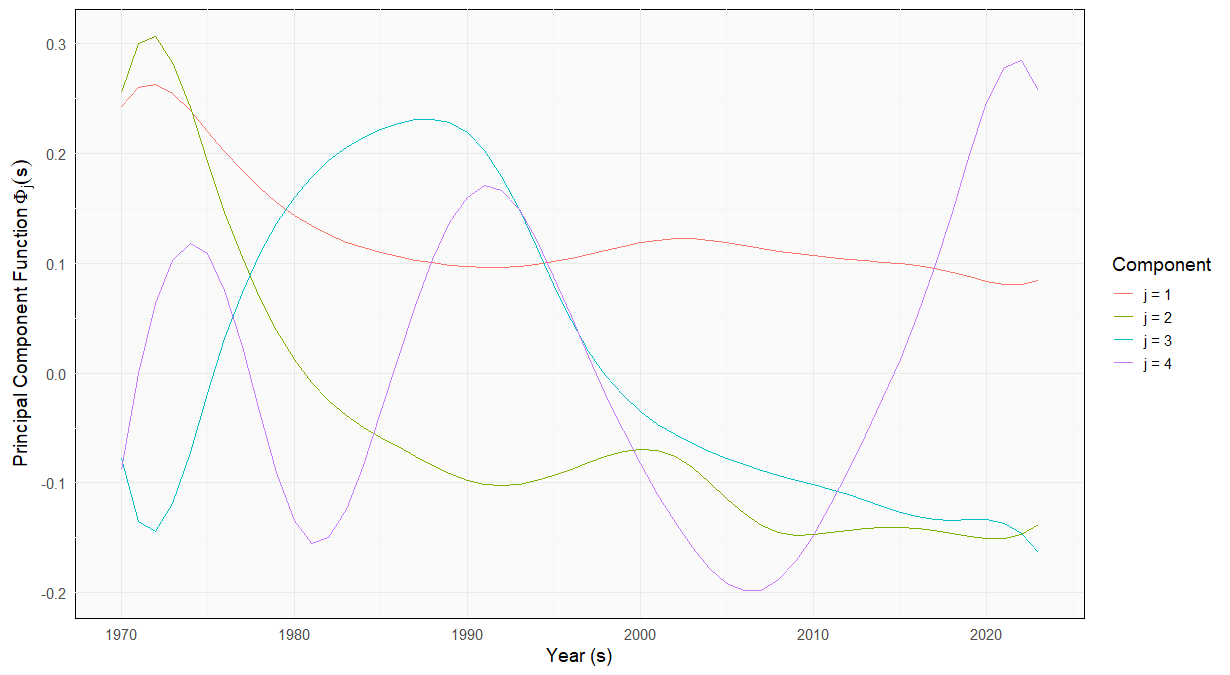 Principal Component Function Φj(s)
0.3
0.2
0.1
0.0
-0.1
-0.2
1970 1980 1990 2000 2010 2020
Year (s)
Component
j = 1
j = 2
j = 3
j = 4